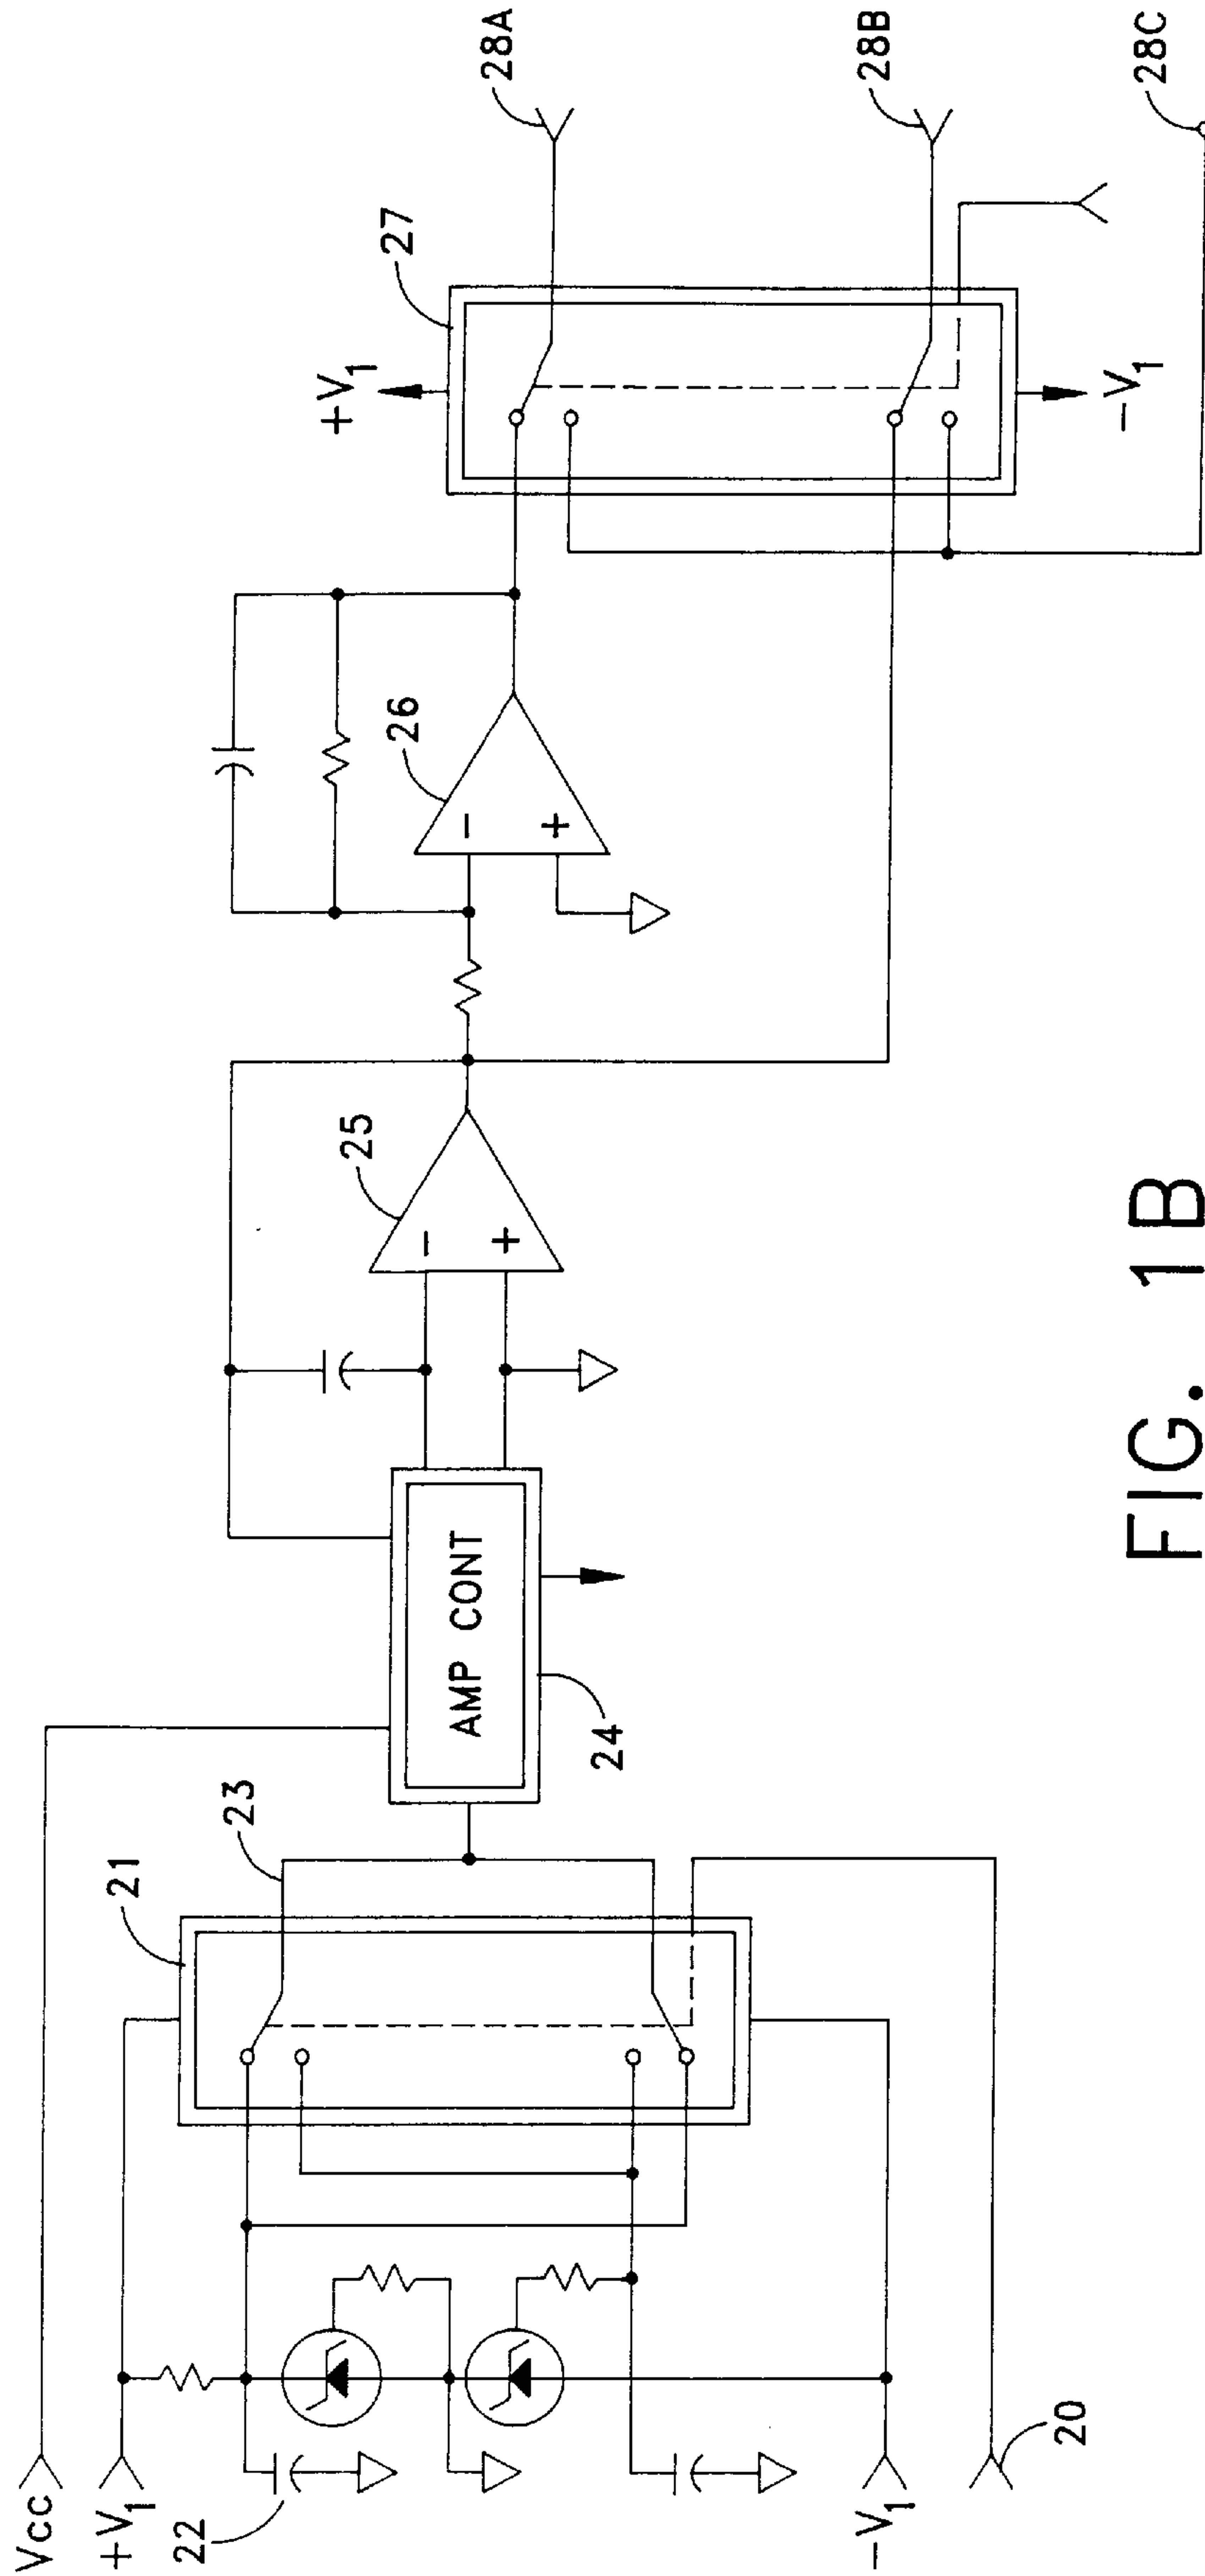 Vcc
+V1
22
-V1
20
21
23
24
AMP CONT
25
-
+
26
-
+
27
+V1
-V1
28A
28B
28C
FIG. 1B